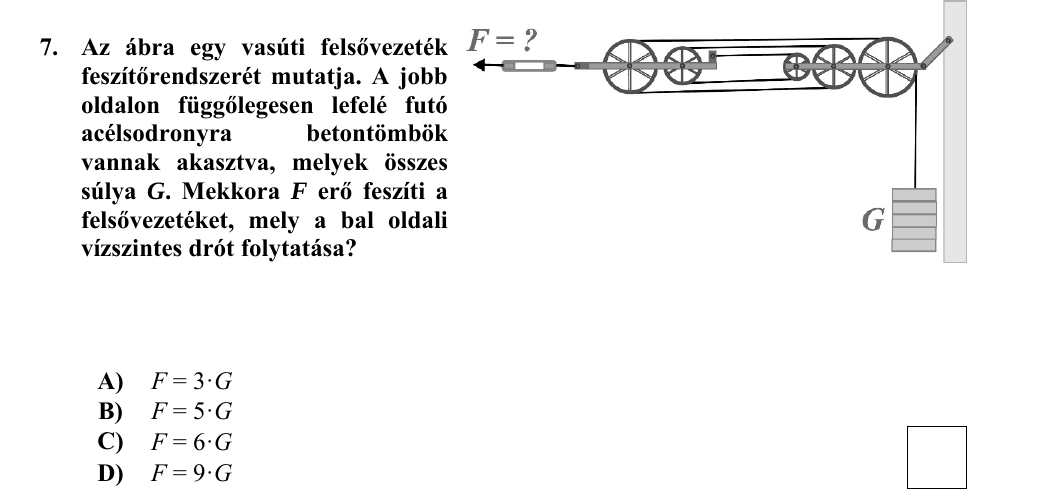 7. Az ábra egy vasúti felsővezeték
feszítőrendszerét mutatja. A jobb
oldalon függőlegesen lefelé futó
acélsodronyra betontömbök
vannak akasztva, melyek összes
súlya G. Mekkora F erő feszíti a
felsővezetéket, mely a bal oldali
vízszintes drót folytatása?
F = ?
G
A) F = 3·G
B) F = 5·G
C) F = 6·G
D) F = 9·G